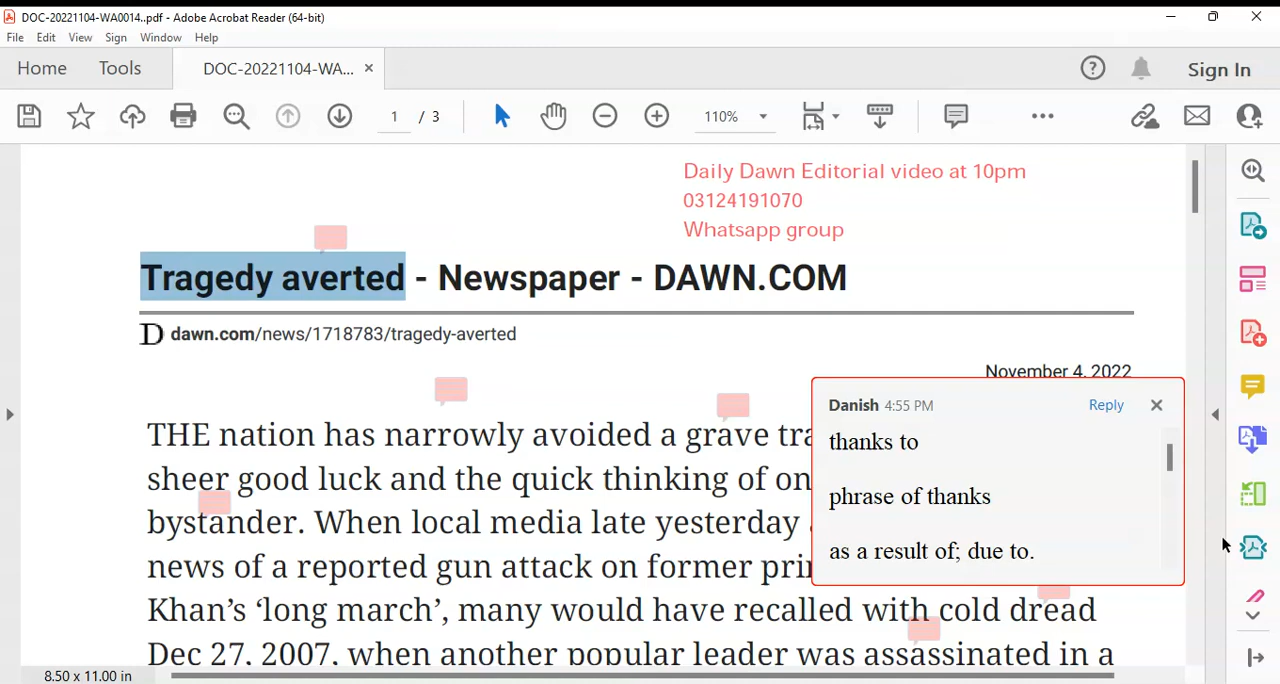 DOC-20221104-WA0014..pdf - Adobe Acrobat Reader (64-bit)
File Edit View Sign Window Help
Home Tools DOC-20221104-WA... × Sign In
1 / 3 110%
Daily Dawn Editorial video at 10pm
03124191070
Whatsapp group
Tragedy averted - Newspaper - DAWN.COM
D dawn.com/news/1718783/tragedy-averted
November 4, 2022
THE nation has narrowly avoided a grave
sheer good luck and the quick thinking of
bystander. When local media late yesterday
news of a reported gun attack on former
Khan's ‘long march’, many would have recalled with cold dread
Dec 27, 2007, when another popular leader was assassinated in a
Danish 4:55 PM Reply
thanks to
phrase of thanks
as a result of; due to.
8.50 x 11.00 in